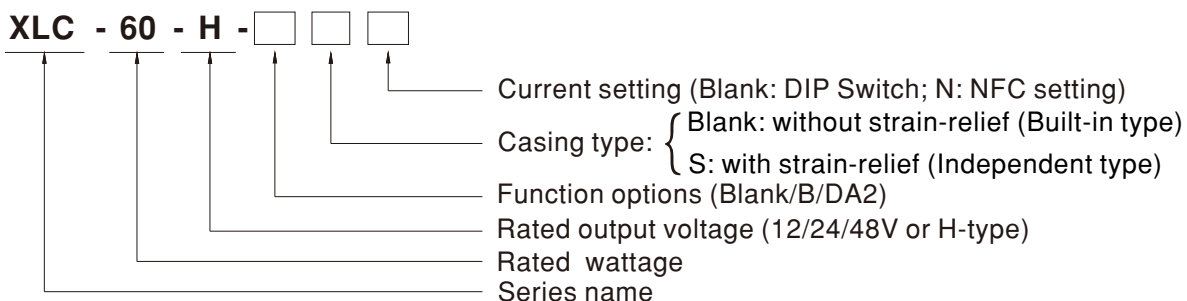 XLC - 60 - H -
Current setting (Blank: DIP Switch; N: NFC setting)
Casing type:
Blank: without strain-relief (Built-in type)
S: with strain-relief (Independent type)
Function options (Blank/B/DA2)
Rated output voltage (12/24/48V or H-type)
Rated wattage
Series name